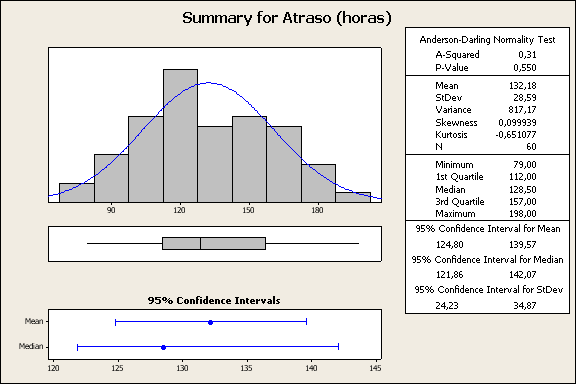 Summary for Atraso (horas)
90 120 150 180
95% Confidence Intervals
Mean
Median
120 125 130 135 140 145
Anderson-Darling Normality Test
A-Squared 0,31
P-Value 0,550
Mean 132,18
StDev 28,59
Variance 817,17
Skewness 0,099939
Kurtosis -0,651077
N 60
Minimum 79,00
1st Quartile 112,00
Median 128,50
3rd Quartile 157,00
Maximum 198,00
95% Confidence Interval for Mean
124,80 139,57
95% Confidence Interval for Median
121,86 142,07
95% Confidence Interval for StDev
24,23 34,87